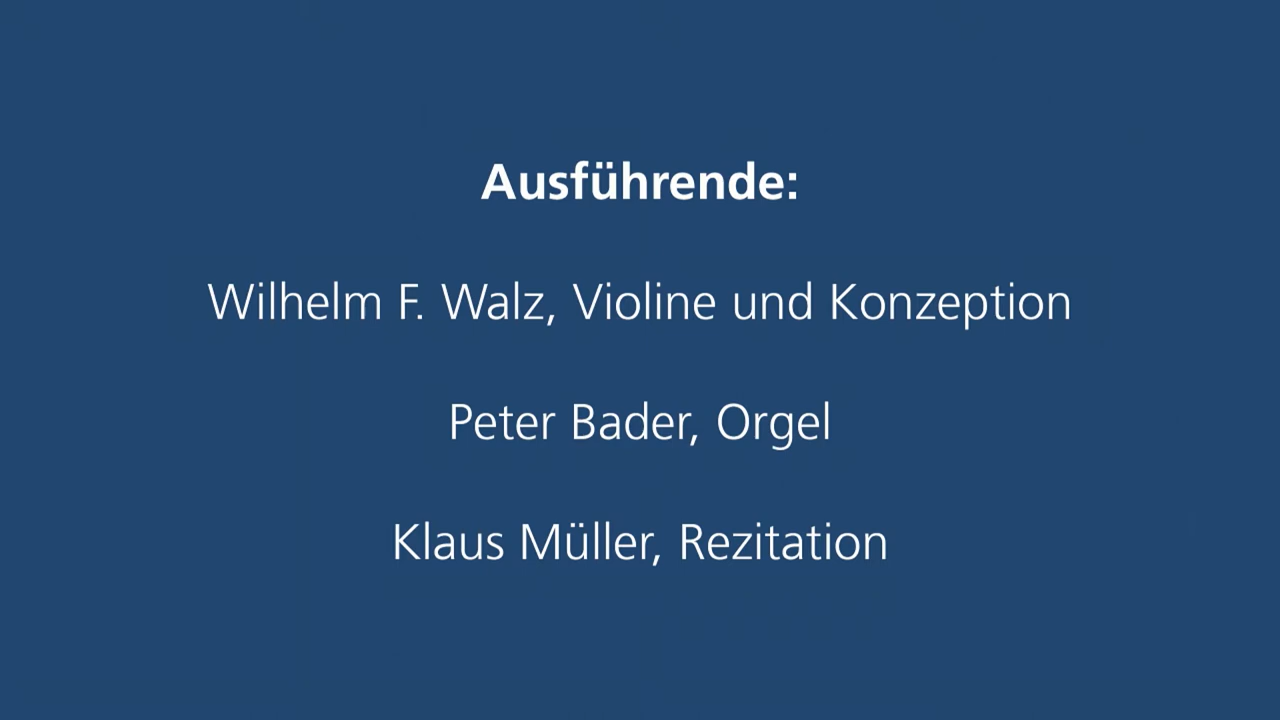 Ausführende:
Wilhelm F. Walz, Violine und Konzeption
Peter Bader, Orgel
Klaus Müller, Rezitation